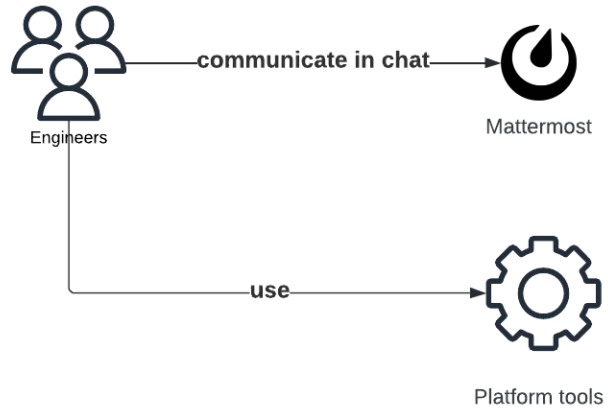 communicate in chat
Mattermost
Engineers
use
Platform tools